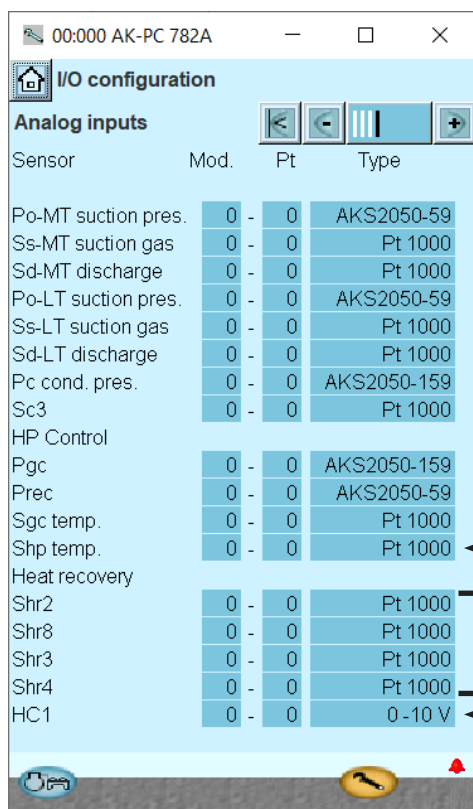 00:000 AK-PC 782A
I/O configuration
Analog inputs
Sensor Mod. Pt Type
Po-MT suction pres. 0 - 0 AKS2050-59
Ss-MT suction gas 0 - 0 Pt 1000
Sd-MT discharge 0 - 0 Pt 1000
Po-LT suction pres. 0 - 0 AKS2050-59
Ss-LT suction gas 0 - 0 Pt 1000
Sd-LT discharge 0 - 0 Pt 1000
Pc cond. pres. 0 - 0 AKS2050-159
Sc3 0 - 0 Pt 1000
HP Control
Pgc 0 - 0 AKS2050-159
Prec 0 - 0 AKS2050-59
Sgc temp. 0 - 0 Pt 1000
Shp temp. 0 - 0 Pt 1000
Heat recovery
Shr2 0 - 0 Pt 1000
Shr8 0 - 0 Pt 1000
Shr3 0 - 0 Pt 1000
Shr4 0 - 0 Pt 1000
HC1 0 - 0 0 -10 V